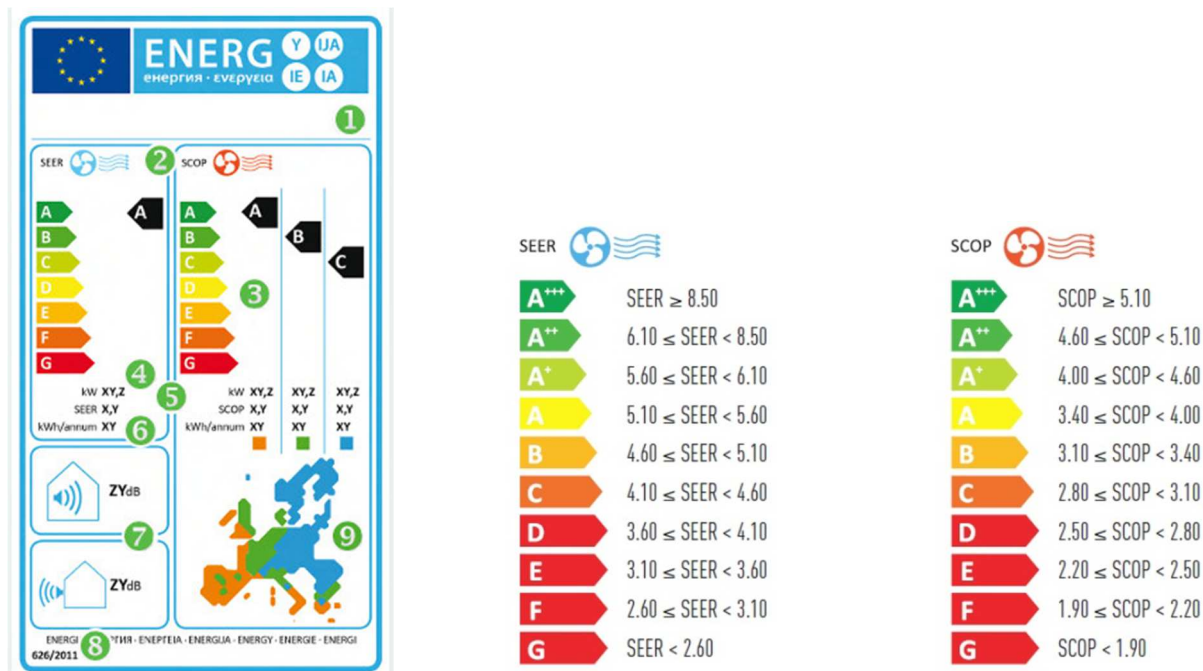 ENERG Y IJA
енергия · ενεργεια IE IA
1
SEER 2 SCOP
A A A A
B B B
C C C
D D
E E
F F
G G
3
4
kW XY,Z 5 kW XY,Z XY,Z XY,Z
SEER X,Y SCOP X,Y X,Y X,Y
kWh/annum XY 6 kWh/annum XY XY XY
ZYdB
7
9
ZYdB
ENERGI 8 ГИЯ · ΕΝΕΡΓΕΙΑ · ENERGIJA · ENERGY · ENERGIE · ENERGI
626/2011
SEER
A+++ SEER ≥ 8.50
A++ 6.10 ≤ SEER < 8.50
A+ 5.60 ≤ SEER < 6.10
A 5.10 ≤ SEER < 5.60
B 4.60 ≤ SEER < 5.10
C 4.10 ≤ SEER < 4.60
D 3.60 ≤ SEER < 4.10
E 3.10 ≤ SEER < 3.60
F 2.60 ≤ SEER < 3.10
G SEER < 2.60
SCOP
A+++ SCOP ≥ 5.10
A++ 4.60 ≤ SCOP < 5.10
A+ 4.00 ≤ SCOP < 4.60
A 3.40 ≤ SCOP < 4.00
B 3.10 ≤ SCOP < 3.40
C 2.80 ≤ SCOP < 3.10
D 2.50 ≤ SCOP < 2.80
E 2.20 ≤ SCOP < 2.50
F 1.90 ≤ SCOP < 2.20
G SCOP < 1.90